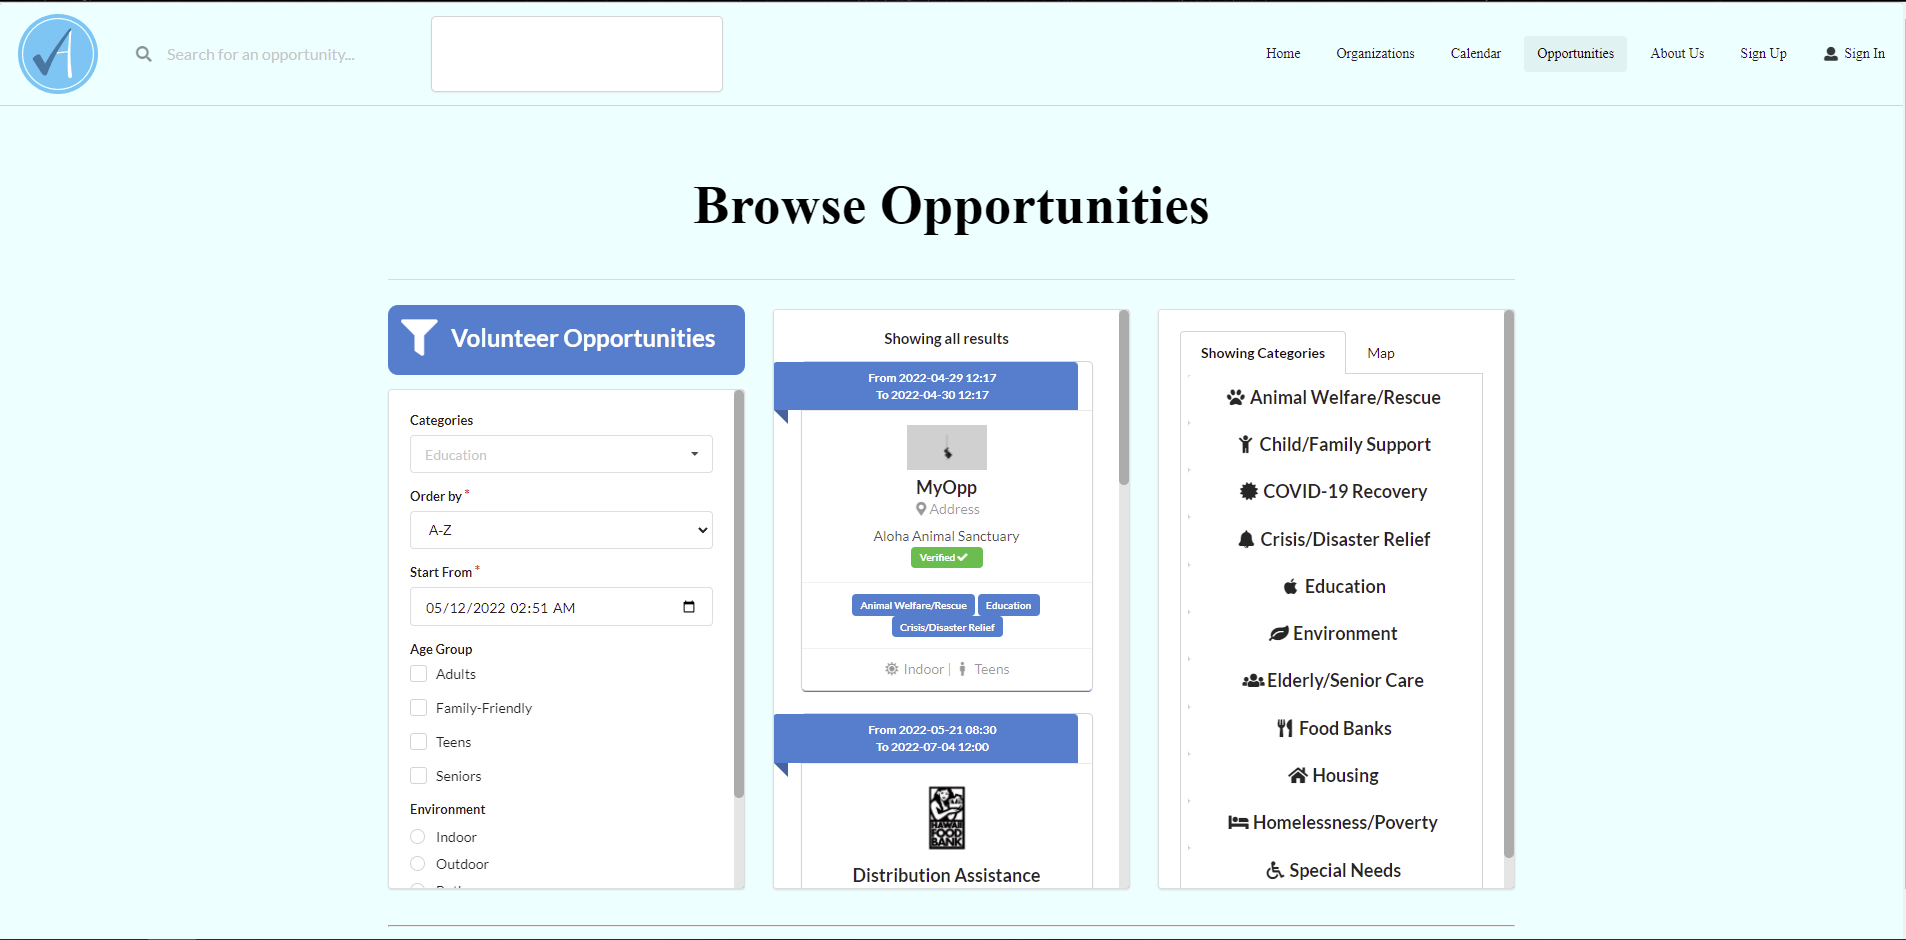 Search for an opportunity...
Home
Organizations
Calendar
Opportunities
About Us
Sign Up
Sign In
Browse Opportunities
Volunteer Opportunities
Categories
Education
Order by *
A-Z
Start From *
05/12/2022 02:51 AM
Age Group
Adults
Family-Friendly
Teens
Seniors
Environment
Indoor
Outdoor
Showing all results
From 2022-04-29 12:17
To 2022-04-30 12:17
MyOpp
Address
Aloha Animal Sanctuary
Verified
Animal Welfare/Rescue
Education
Crisis/Disaster Relief
Indoor | Teens
From 2022-05-21 08:30
To 2022-07-04 12:00
HAWAII
FOOD
BANK
Distribution Assistance
Showing Categories
Map
Animal Welfare/Rescue
Child/Family Support
COVID-19 Recovery
Crisis/Disaster Relief
Education
Environment
Elderly/Senior Care
Food Banks
Housing
Homelessness/Poverty
Special Needs